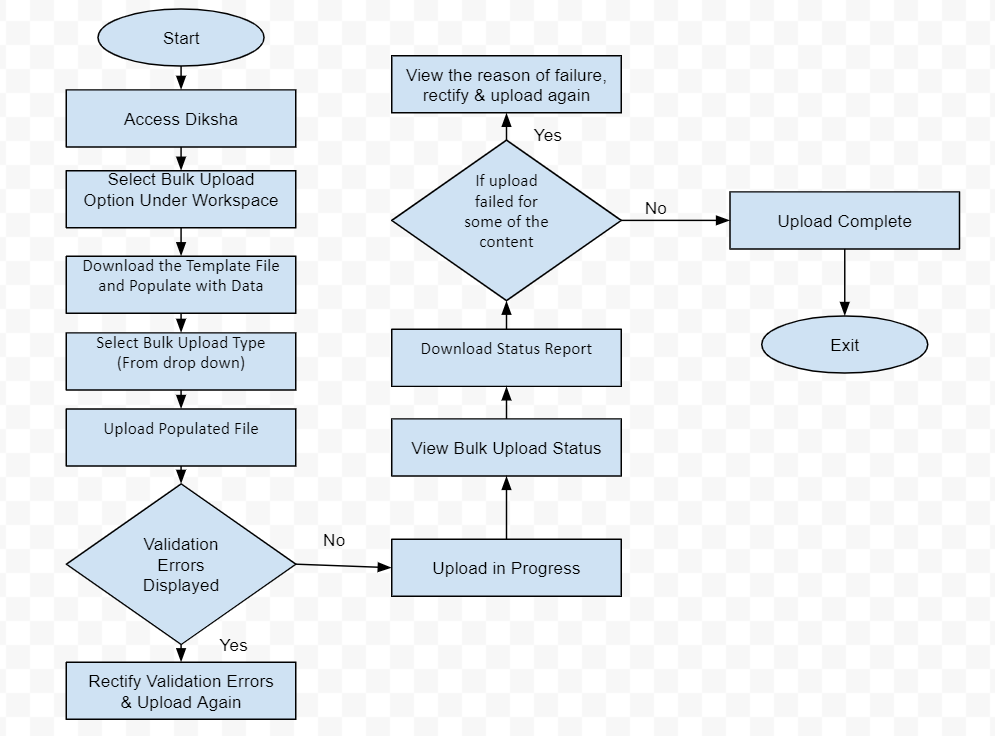 Start
Access Diksha
Select Bulk Upload
Option Under Workspace
Download the Template File
and Populate with Data
Select Bulk Upload Type
(From drop down)
Upload Populated File
Validation
Errors
Displayed
Yes
Rectify Validation Errors
& Upload Again
No
Upload in Progress
View Bulk Upload Status
Download Status Report
If upload
failed for
some of the
content
Yes
View the reason of failure,
rectify & upload again
No
Upload Complete
Exit